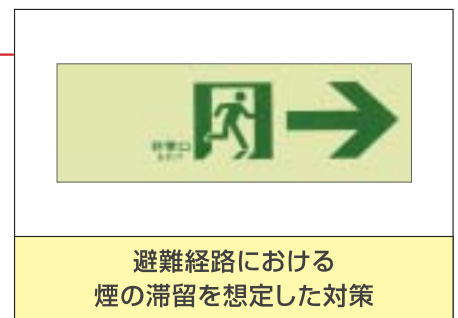 非常口
避難経路における
煙の滞留を想定した対策